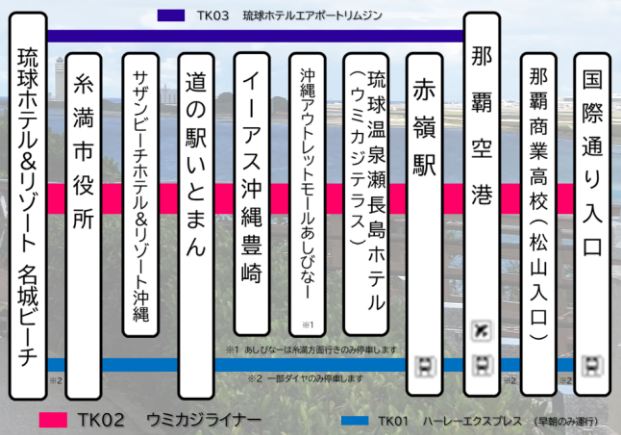 TK03 琉球ホテルエアポートリムジン
琉球ホテル&リゾート 名城ビーチ
糸満市役所
サザンビーチホテル&リゾート沖縄
道の駅いとまん
イーアス沖縄豊崎
沖縄アウトレットモールあしびなー
※1
琉球温泉瀬長島ホテル
(ウミカジテラス)
赤嶺駅
那覇空港
那覇商業高校(松山入口)
国際通り入口
※1 あしびなーは糸満方面行きのみ停車します
※2
※2 一部ダイヤのみ停車します
※2
※2
TK02 ウミカジライナー
TK01 ハーレーエクスプレス (早朝のみ運行)